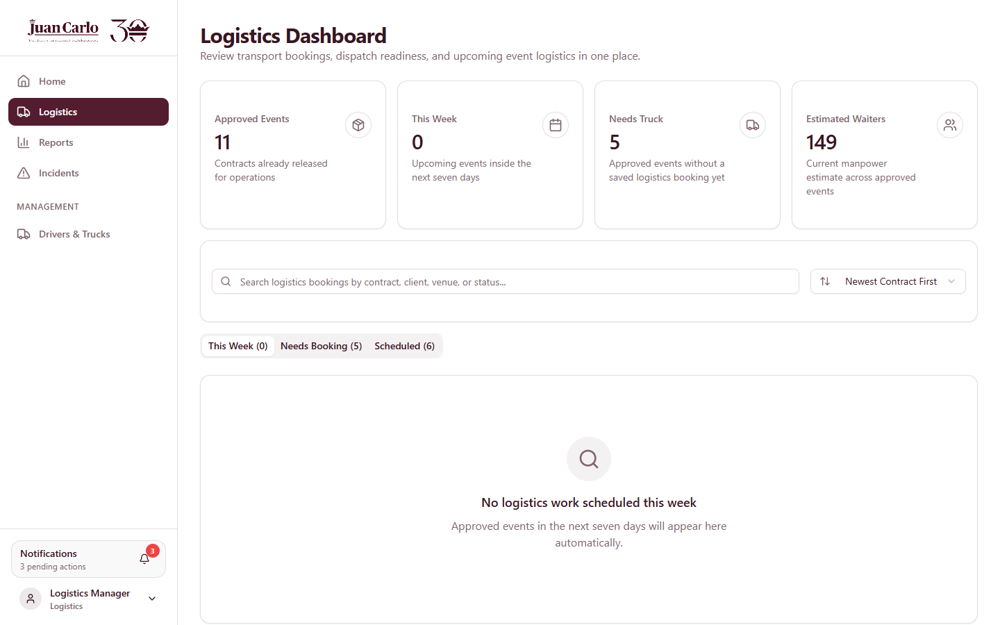 Juan Carlo 30
Home
Logistics
Reports
Incidents
MANAGEMENT
Drivers & Trucks
Notifications
3 pending actions
3
Logistics Manager
Logistics
Logistics Dashboard
Review transport bookings, dispatch readiness, and upcoming event logistics in one place.
Approved Events
11
Contracts already released
for operations
This Week
0
Upcoming events inside the
next seven days
Needs Truck
5
Approved events without a
saved logistics booking yet
Estimated Waiters
149
Current manpower
estimate across approved
events
Search logistics bookings by contract, client, venue, or status...
Newest Contract First
This Week (0)
Needs Booking (5)
Scheduled (6)
No logistics work scheduled this week
Approved events in the next seven days will appear here
automatically.